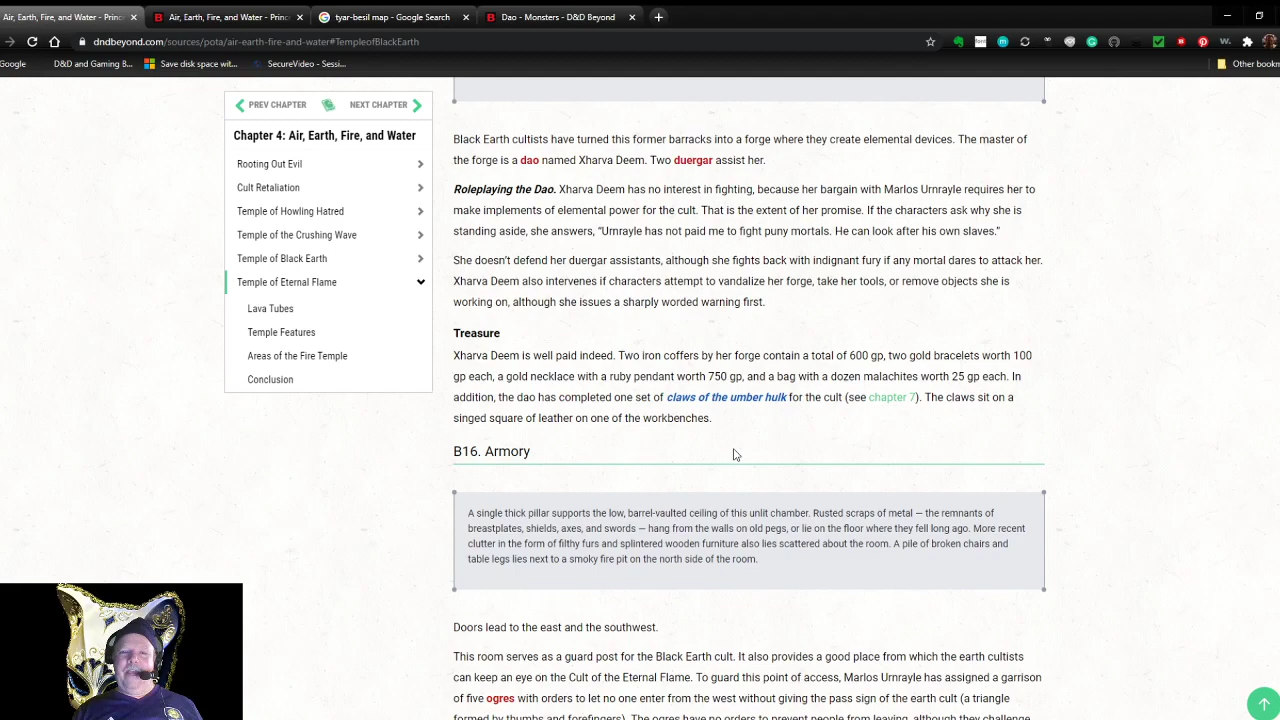 Air, Earth, Fire, and Water - Princ
Air, Earth, Fire, and Water - Prin
tyar-besil map - Google Search
Dao - Monsters - D&D Beyond
dndbeyond.com/sources/pota/air-earth-fire-and-water#TempleofBlackEarth
Google
D&D and Gaming B...
Save disk space wit...
SecureVideo - Sessi...
Other bookm
PREV CHAPTER
NEXT CHAPTER
Chapter 4: Air, Earth, Fire, and Water
Rooting Out Evil
Cult Retaliation
Temple of Howling Hatred
Temple of the Crushing Wave
Temple of Black Earth
Temple of Eternal Flame
Lava Tubes
Temple Features
Areas of the Fire Temple
Conclusion
Black Earth cultists have turned this former barracks into a forge where they create elemental devices. The master of
the forge is a dao named Xharva Deem. Two duergar assist her.
Roleplaying the Dao. Xharva Deem has no interest in fighting, because her bargain with Marlos Urnrayle requires her to
make implements of elemental power for the cult. That is the extent of her promise. If the characters ask why she is
standing aside, she answers, “Urnrayle has not paid me to fight puny mortals. He can look after his own slaves.”
She doesn’t defend her duergar assistants, although she fights back with indignant fury if any mortal dares to attack her.
Xharva Deem also intervenes if characters attempt to vandalize her forge, take her tools, or remove objects she is
working on, although she issues a sharply worded warning first.
Treasure
Xharva Deem is well paid indeed. Two iron coffers by her forge contain a total of 600 gp, two gold bracelets worth 100
gp each, a gold necklace with a ruby pendant worth 750 gp, and a bag with a dozen malachites worth 25 gp each. In
addition, the dao has completed one set of claws of the umber hulk for the cult (see chapter 7). The claws sit on a
singed square of leather on one of the workbenches.
B16. Armory
A single thick pillar supports the low, barrel-vaulted ceiling of this unlit chamber. Rusted scraps of metal — the remnants of
breastplates, shields, axes, and swords — hang from the walls on old pegs, or lie on the floor where they fell long ago. More recent
clutter in the form of filthy furs and splintered wooden furniture also lies scattered about the room. A pile of broken chairs and
table legs lies next to a smoky fire pit on the north side of the room.
Doors lead to the east and the southwest.
This room serves as a guard post for the Black Earth cult. It also provides a good place from which the earth cultists
can keep an eye on the Cult of the Eternal Flame. To guard this point of access, Marlos Urnrayle has assigned a garrison
of five ogres with orders to let no one enter from the west without giving the pass sign of the earth cult (a triangle
formed by thumbs and forefingers). The ogres have no orders to prevent people from leaving, although they challenge